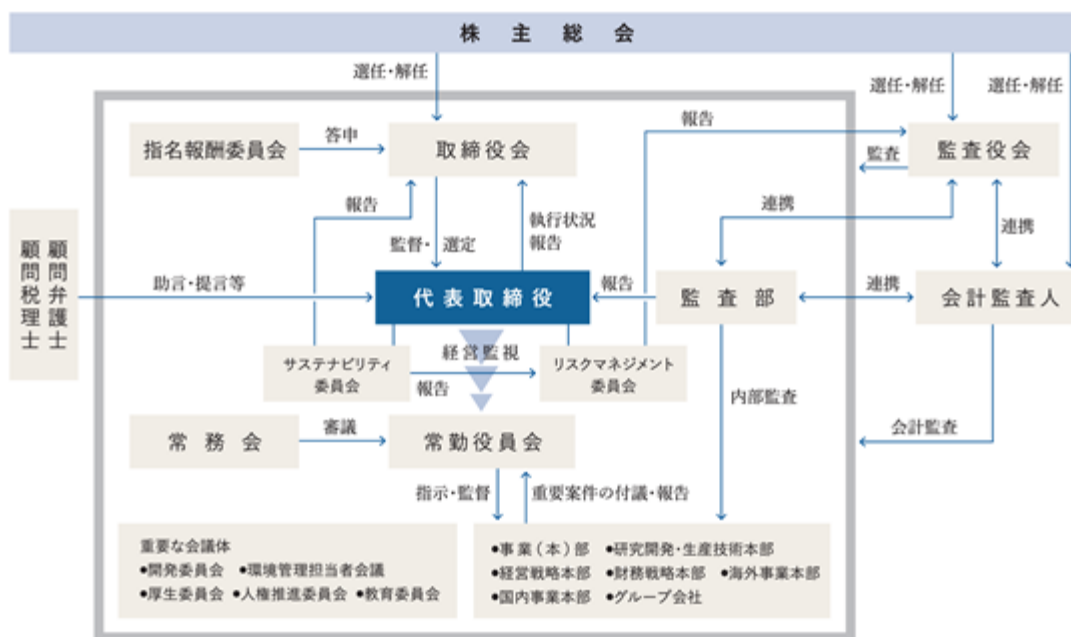 株主総会
選任・解任
選任・解任
選任・解任
指名報酬委員会
答申
取締役会
報告
監査役会
監査
報告
監督・選定
執行状況
報告
連携
連携
顧問弁護士
顧問税理士
助言・提言等
代表取締役
報告
監査部
連携
会計監査人
サステナビリティ
委員会
経営監視
報告
リスクマネジメント
委員会
内部監査
会計監査
常務会
審議
常勤役員会
指示・監督
重要案件の付議・報告
重要な会議体
●開発委員会 ●環境管理担当者会議
●厚生委員会 ●人権推進委員会 ●教育委員会
●事業(本)部 ●研究開発・生産技術本部
●経営戦略本部 ●財務戦略本部 ●海外事業本部
●国内事業本部 ●グループ会社